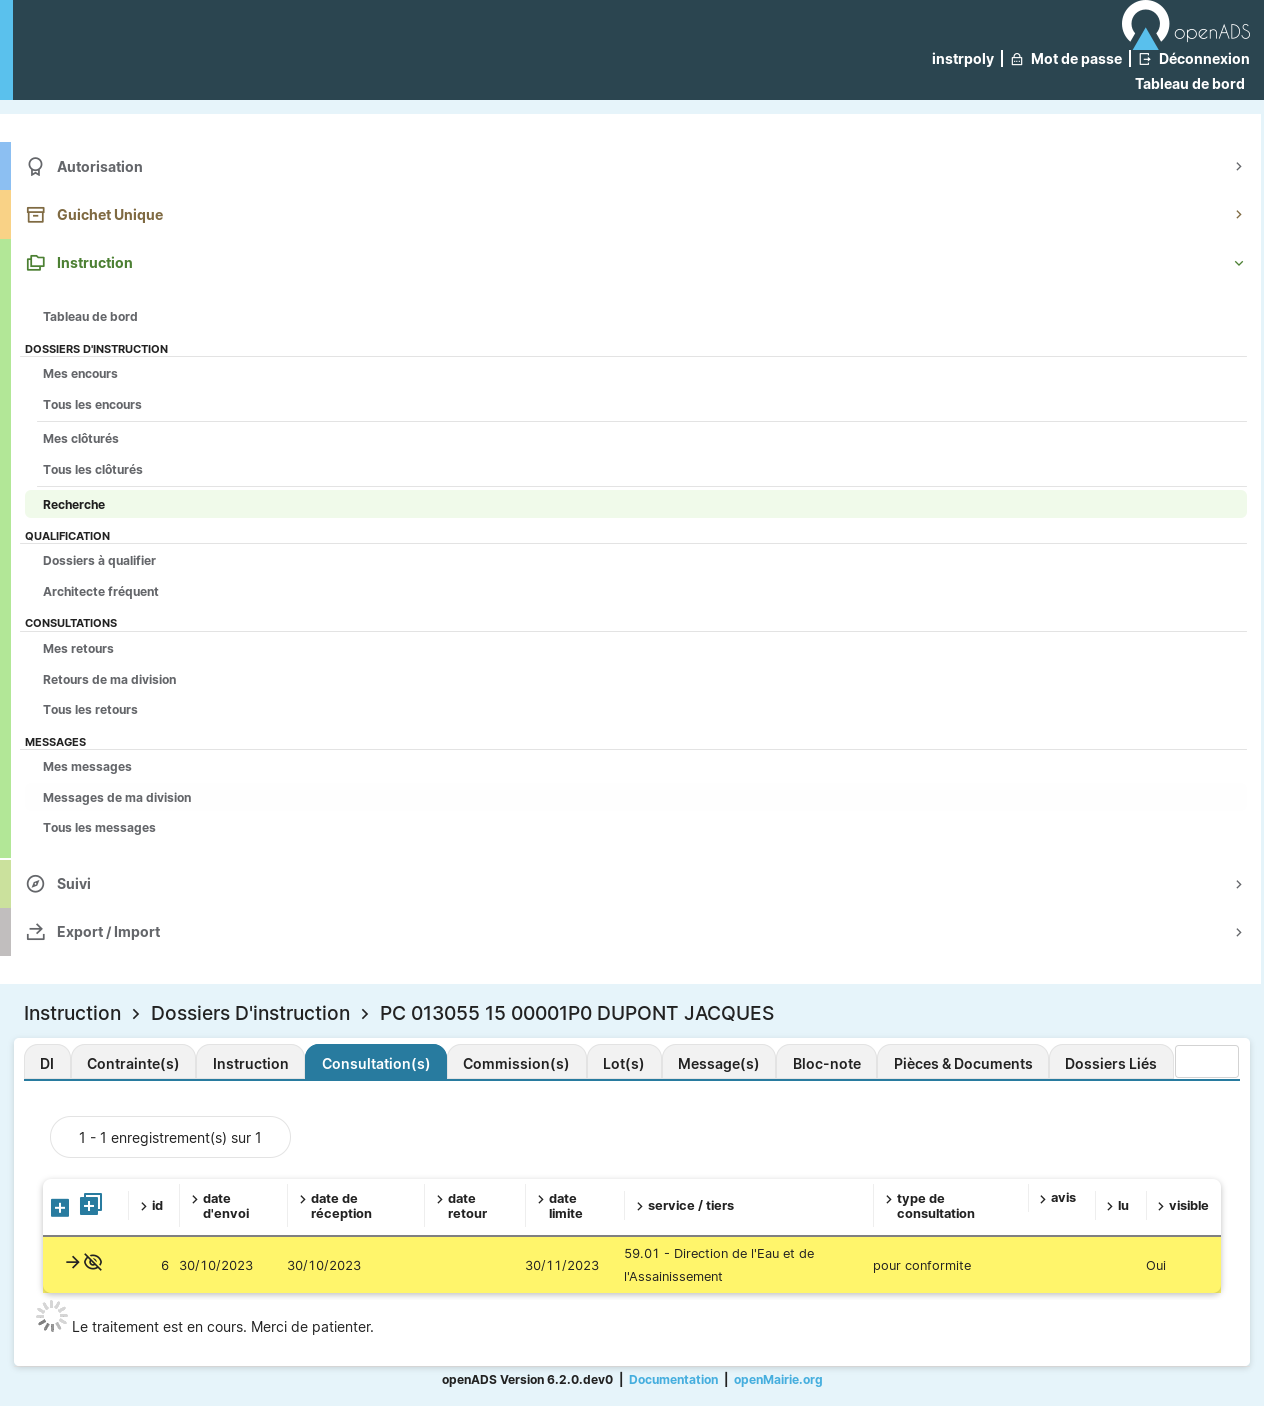 openADS
instrpoly Mot de passe Déconnexion
Tableau de bord
Autorisation
Guichet Unique
Instruction
Tableau de bord
DOSSIERS D'INSTRUCTION
Mes encours
Tous les encours
Mes clôturés
Tous les clôturés
Recherche
QUALIFICATION
Dossiers à qualifier
Architecte fréquent
CONSULTATIONS
Mes retours
Retours de ma division
Tous les retours
MESSAGES
Mes messages
Messages de ma division
Tous les messages
Suivi
Export / Import
Instruction > Dossiers D'instruction > PC 013055 15 00001P0 DUPONT JACQUES
DI Contrainte(s) Instruction Consultation(s) Commission(s) Lot(s) Message(s) Bloc-note Pièces & Documents Dossiers Liés
1 - 1 enregistrement(s) sur 1
id date d'envoi date de réception date retour date limite service / tiers type de consultation avis lu visible
6 30/10/2023 30/10/2023 30/11/2023 59.01 - Direction de l'Eau et de l'Assainissement pour conformite Oui
Le traitement est en cours. Merci de patienter.
openADS Version 6.2.0.dev0 | Documentation | openMairie.org